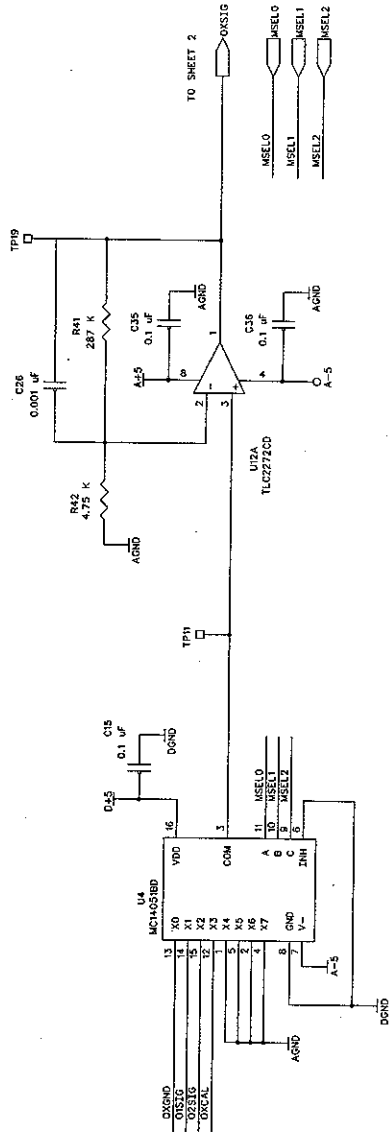 TP19
C26
0.001 uF
R41
287 K
R42
4.75 K
AGND
C35
0.1 uF
AGND
A+5
8
2
3
1
4
U12A
TLC2272CD
C36
0.1 uF
AGND
A-5
TO SHEET 2
OXSIG
MSEL0
MSEL0
MSEL1
MSEL1
MSEL2
MSEL2
TP11
D+5
C15
0.1 uF
DGND
U4
MC14051BD
OXGND
13
X0
O1SIG
14
X1
O2SIG
15
X2
OXCAL
12
X3
1
X4
5
X5
2
X6
4
X7
8
GND
7
V-
16
VDD
3
COM
11
A
MSEL0
10
B
MSEL1
9
C
MSEL2
6
INH
AGND
A-5
DGND